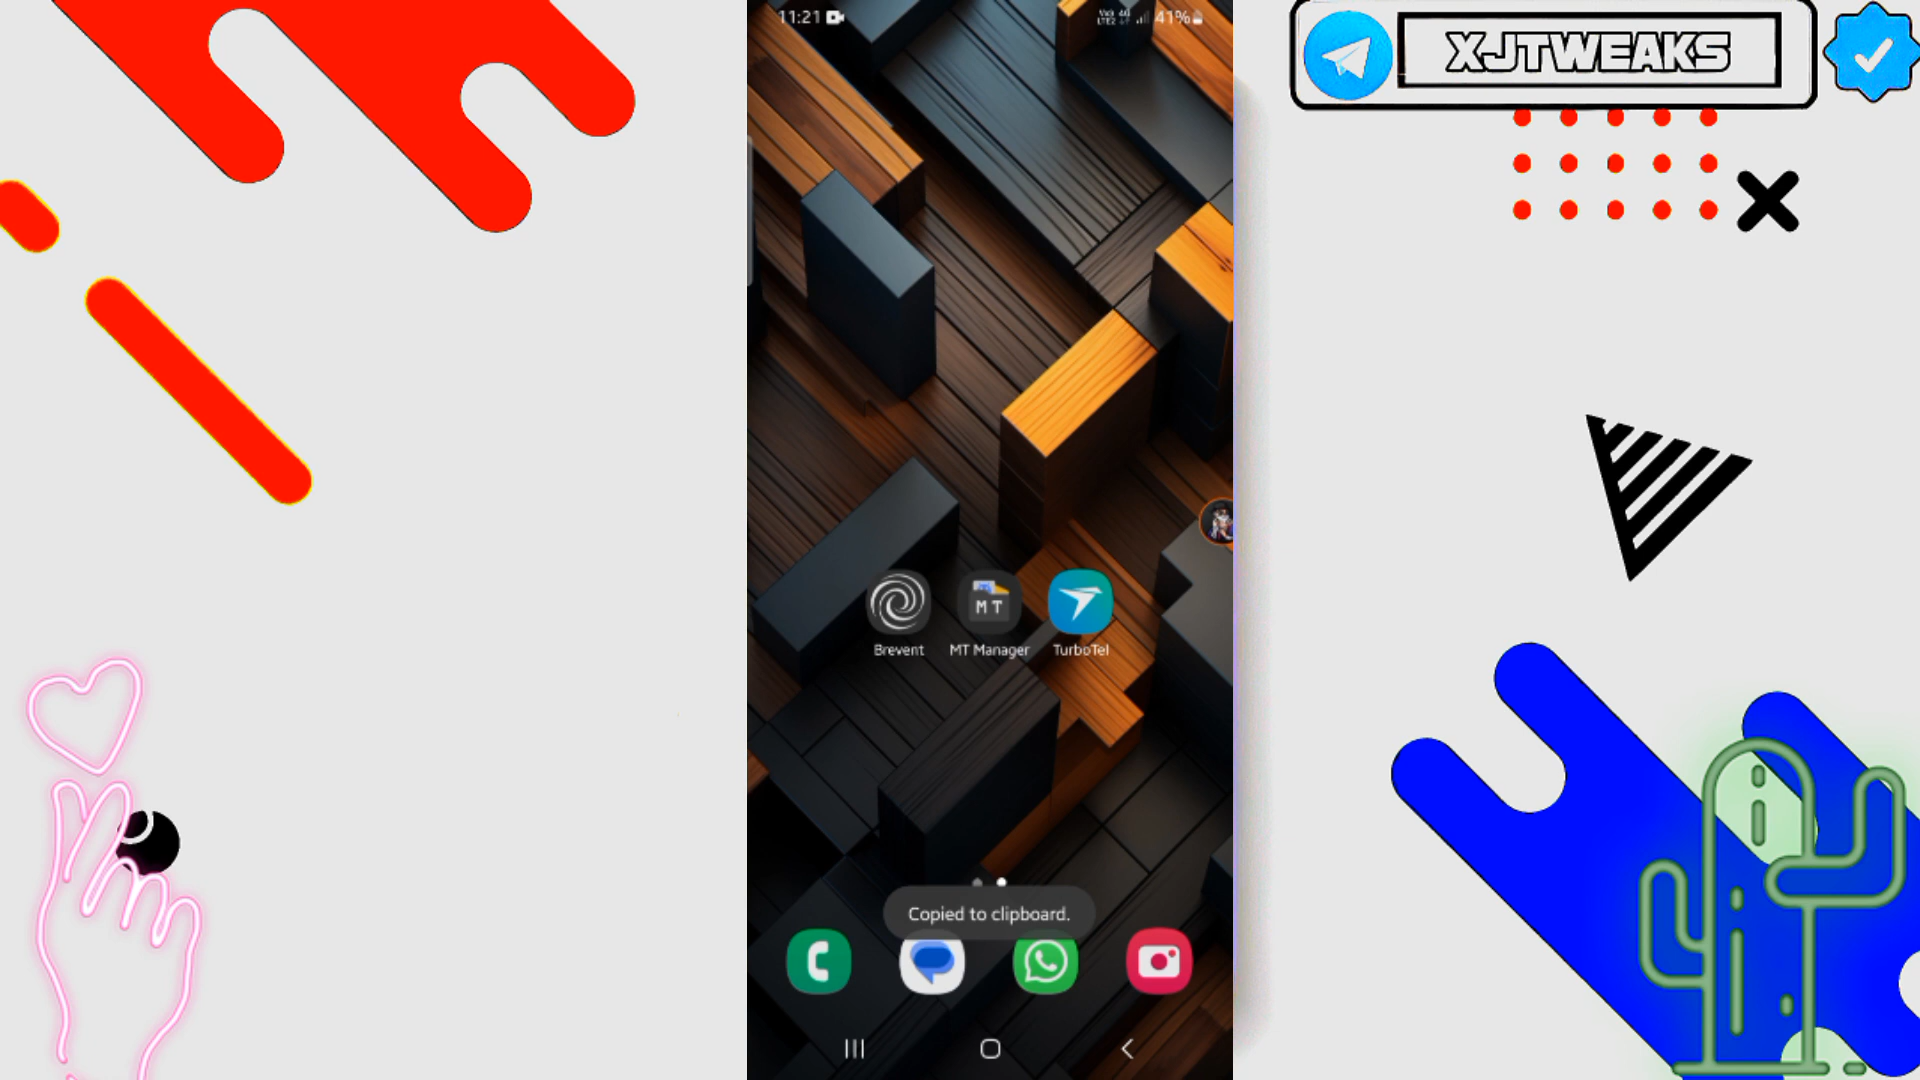 11:21
41%
XJTWEAKS
M T
Brevent
MT Manager
TurboTel
Copied to clipboard.